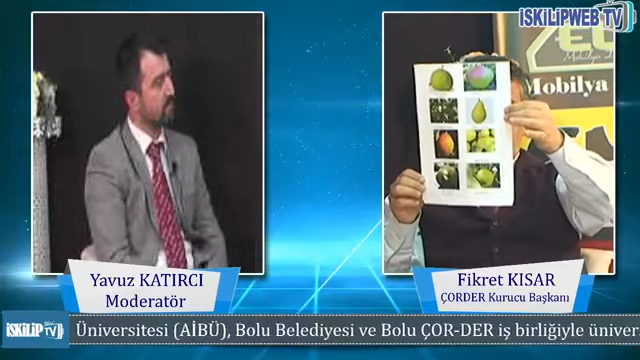 İSKİLİPWEB TV
Mobilya
Yavuz KATIRCI
Moderatör
Fikret KISAR
ÇORDER Kurucu Başkanı
İSKİLİP TV
Üniversitesi (AİBÜ), Bolu Belediyesi ve Bolu ÇOR-DER iş birliğiyle üniver